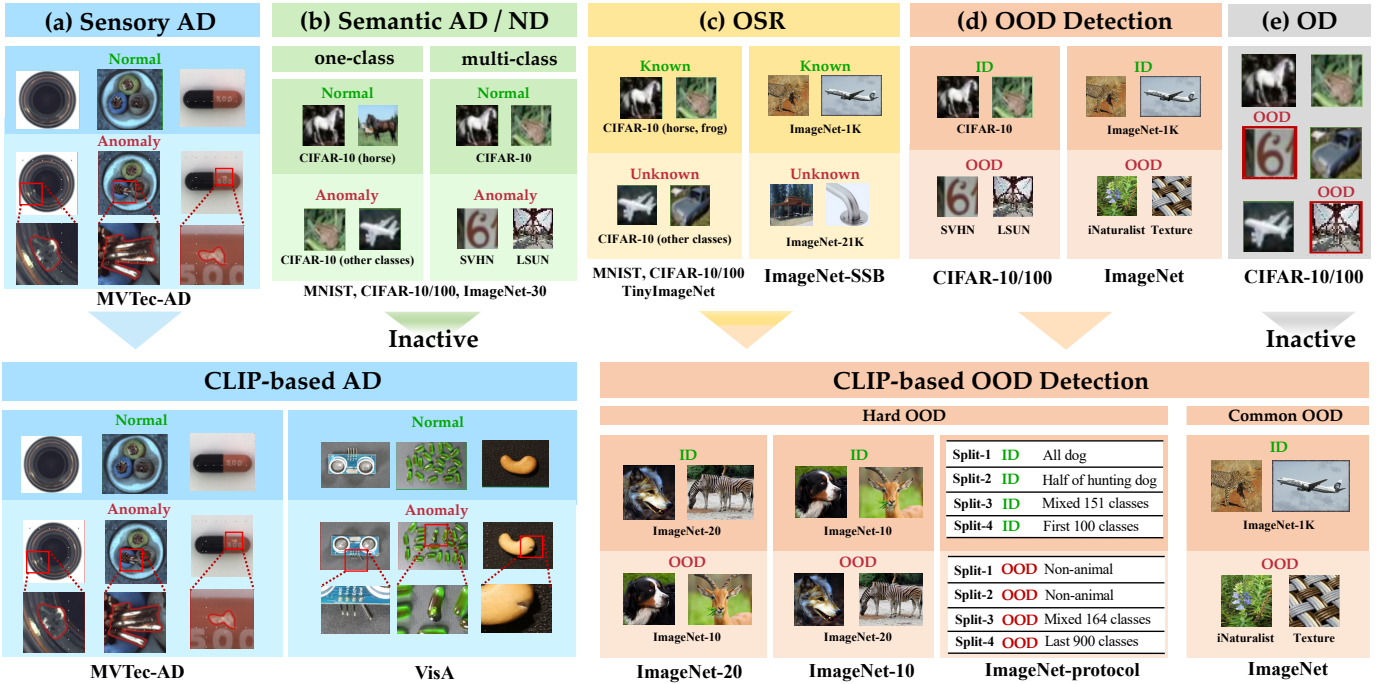 (a) Sensory AD
Normal
Anomaly
MVTec-AD
(b) Semantic AD / ND
one-class
Normal
CIFAR-10 (horse)
Anomaly
CIFAR-10 (other classes)
multi-class
Normal
CIFAR-10
Anomaly
SVHN LSUN
MNIST, CIFAR-10/100, ImageNet-30
Inactive
(c) OSR
Known
CIFAR-10 (horse, frog)
Unknown
CIFAR-10 (other classes)
MNIST, CIFAR-10/100
TinyImageNet
Known
ImageNet-1K
Unknown
ImageNet-21K
ImageNet-SSB
(d) OOD Detection
ID
CIFAR-10
OOD
SVHN LSUN
CIFAR-10/100
ID
ImageNet-1K
OOD
iNaturalist Texture
ImageNet
(e) OD
OOD
OOD
CIFAR-10/100
Inactive
CLIP-based AD
Normal
Anomaly
MVTec-AD
Normal
Anomaly
VisA
CLIP-based OOD Detection
Hard OOD
ID
ImageNet-20
OOD
ImageNet-10
ImageNet-20
ID
ImageNet-10
OOD
ImageNet-20
ImageNet-10
Split-1 ID All dog
Split-2 ID Half of hunting dog
Split-3 ID Mixed 151 classes
Split-4 ID First 100 classes
Split-1 OOD Non-animal
Split-2 OOD Non-animal
Split-3 OOD Mixed 164 classes
Split-4 OOD Last 900 classes
ImageNet-protocol
Common OOD
ID
ImageNet-1K
OOD
iNaturalist Texture
ImageNet